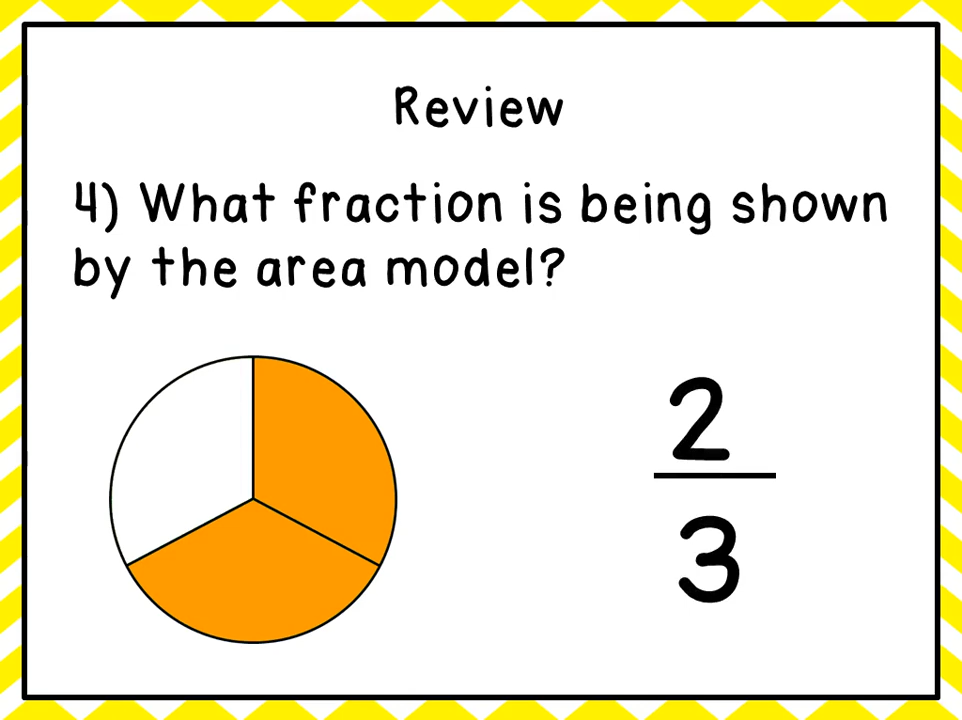 Review
4) What fraction is being shown
by the area model?
2
3